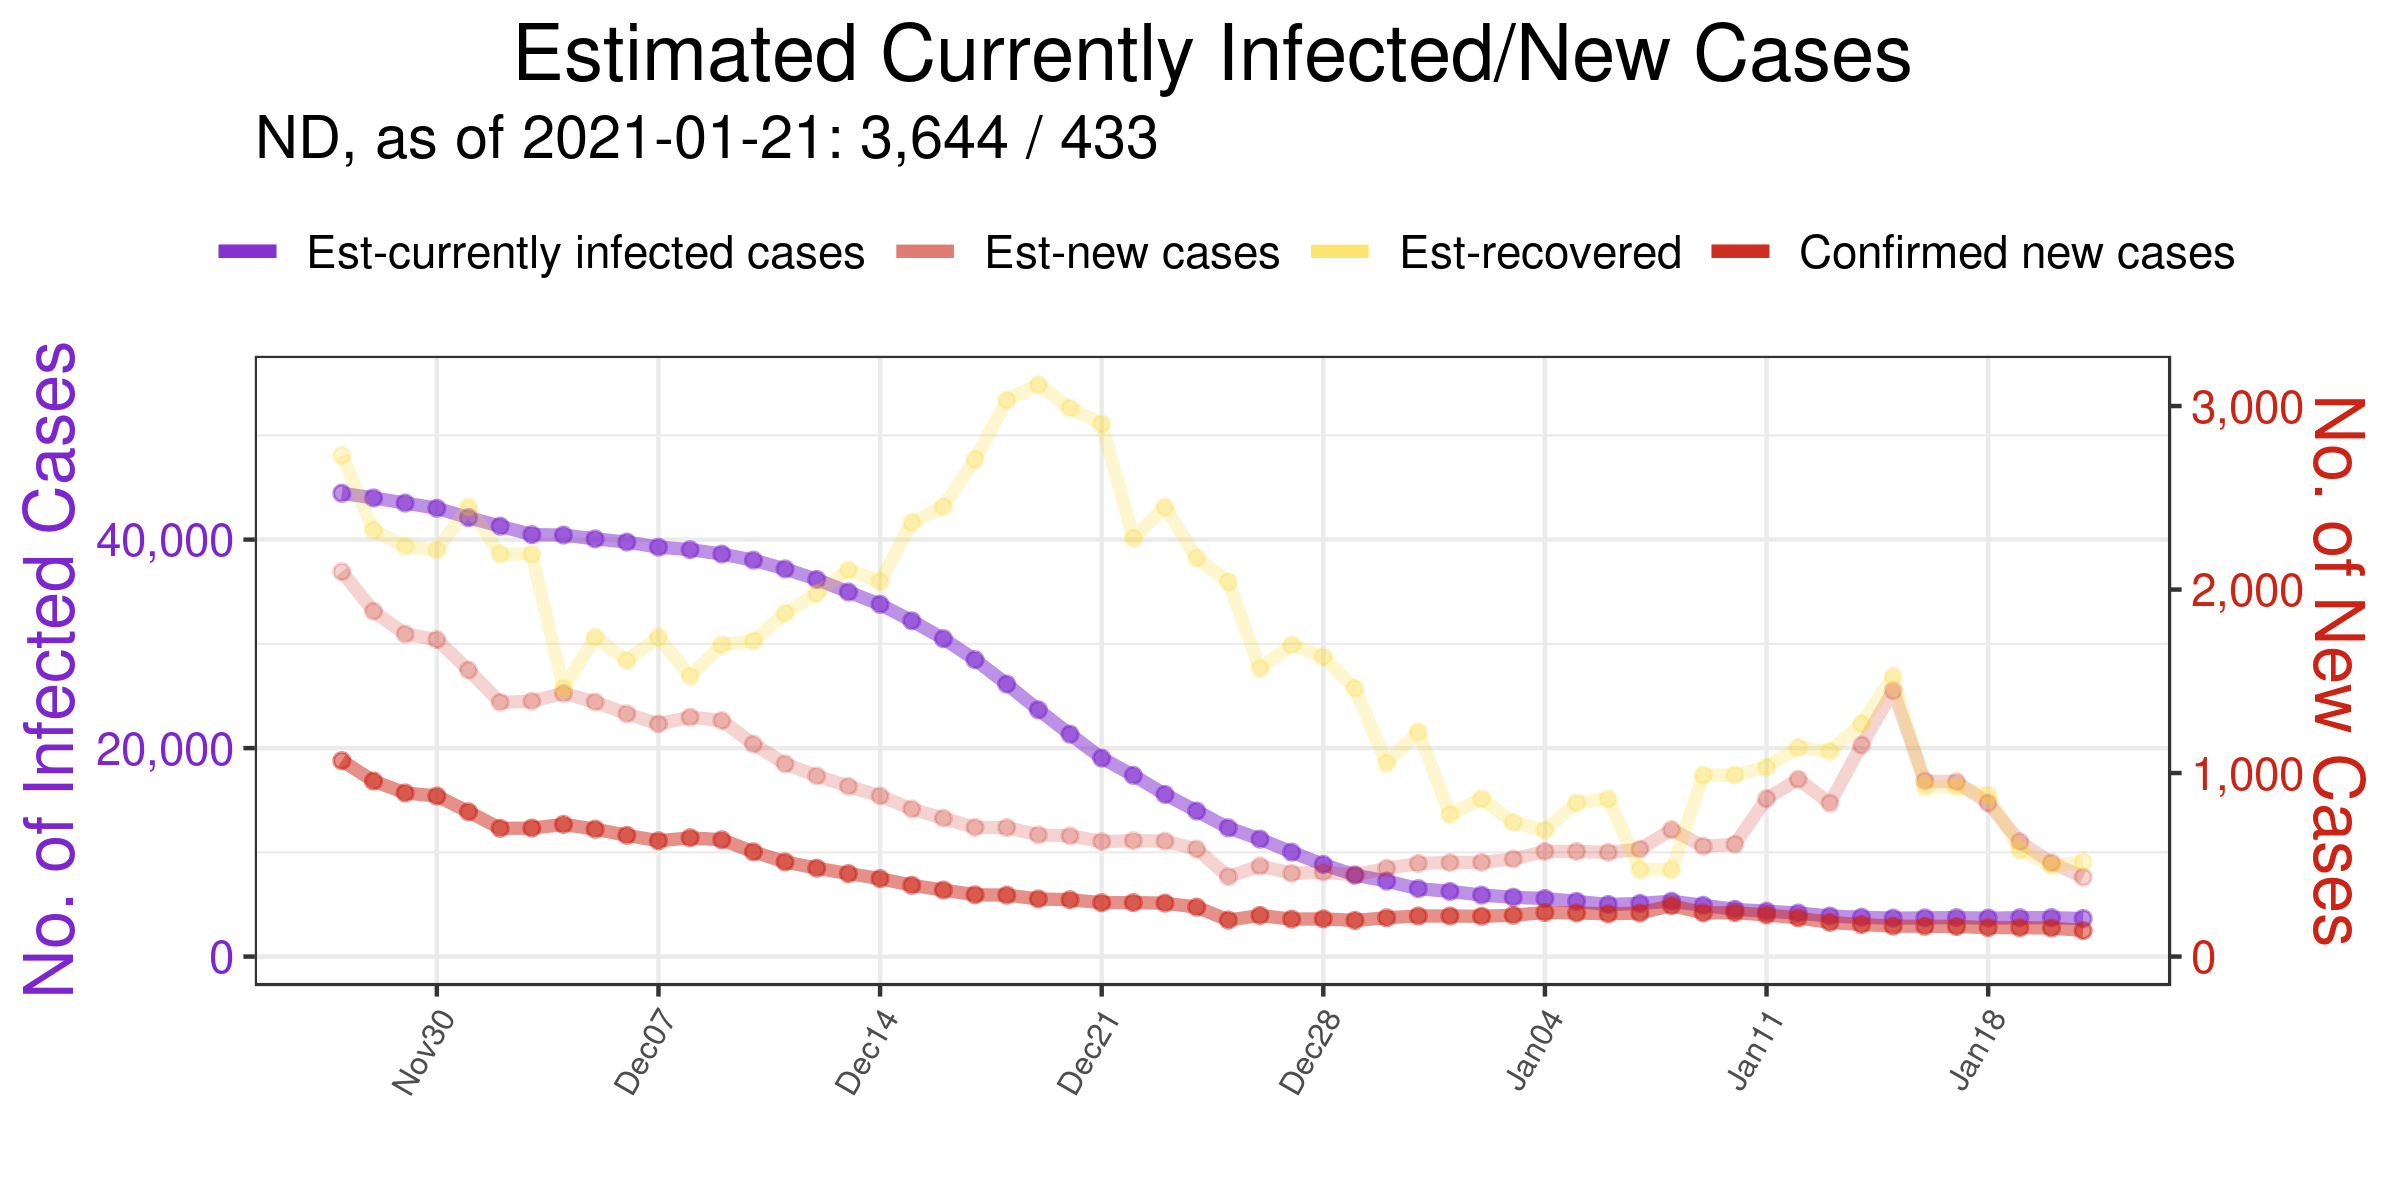 Estimated Currently Infected/New Cases
ND, as of 2021-01-21: 3,644 / 433
Est-currently infected cases Est-new cases Est-recovered Confirmed new cases
No. of Infected Cases
40,000
20,000
0
3,000
2,000
1,000
0
No. of New Cases
Nov30 Dec07 Dec14 Dec21 Dec28 Jan04 Jan11 Jan18